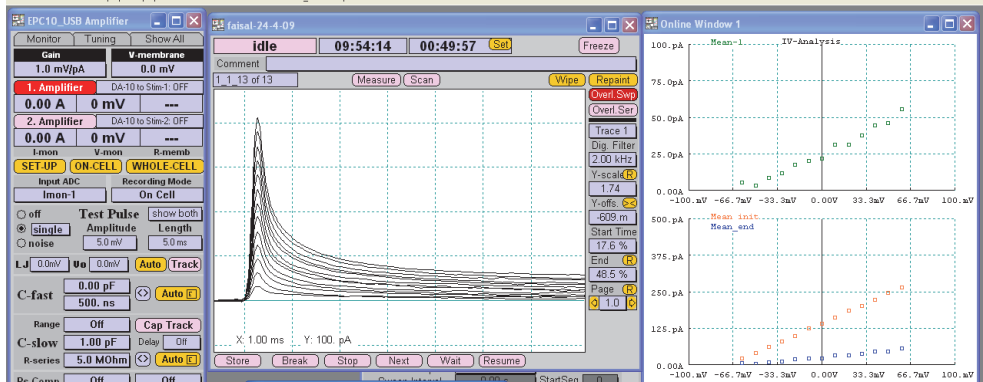 EPC10_USB Amplifier
Monitor Tuning Show All
Gain V-membrane
1.0 mV/pA 0.0 mV
1. Amplifier DA-10 to Stim-1: OFF
0.00 A 0 mV ---
2. Amplifier DA-10 to Stim-2: OFF
0.00 A 0 mV ---
I-mon V-mon R-memb
SET-UP ON-CELL WHOLE-CELL
Input ADC Recording Mode
Imon-1 On Cell
off Test Pulse show both
single Amplitude Length
noise 5.0 mV 5.0 ms
LJ 0.0mV Vo 0.0mV Auto Track
C-fast 0.00 pF Auto E
500. ns
Range Off Cap Track
C-slow 1.00 pF Delay Off
R-series 5.0 MOhm Auto E
Rs Comp Off Off
faisal-24-4-09
idle 09:54:14 00:49:57 Set Freeze
Comment
1_1_13 of 13 Measure Scan Wipe Repaint
Overl.Swp
Overl.Ser
Trace 1
Dig. Filter
2.00 kHz
Y-scale R
1.74
Y-offs. ><
-609.m
Start Time
17.6 %
End R
48.5 %
Page R
1.0
X: 1.00 ms Y: 100. pA
Store Break Stop Next Wait Resume
Sweep Interval 0.00 s StartSeg 0
Online Window 1
100.pA Mean-1 IV-Analysis
75.0pA
50.0pA
25.0pA
0.00A
-100.mV -66.7mV -33.3mV 0.00V 33.3mV 66.7mV 100.mV
500.pA Mean_init
Mean_end
375.pA
250.pA
125.pA
0.00A
-100.mV -66.7mV -33.3mV 0.00V 33.3mV 66.7mV 100.mV